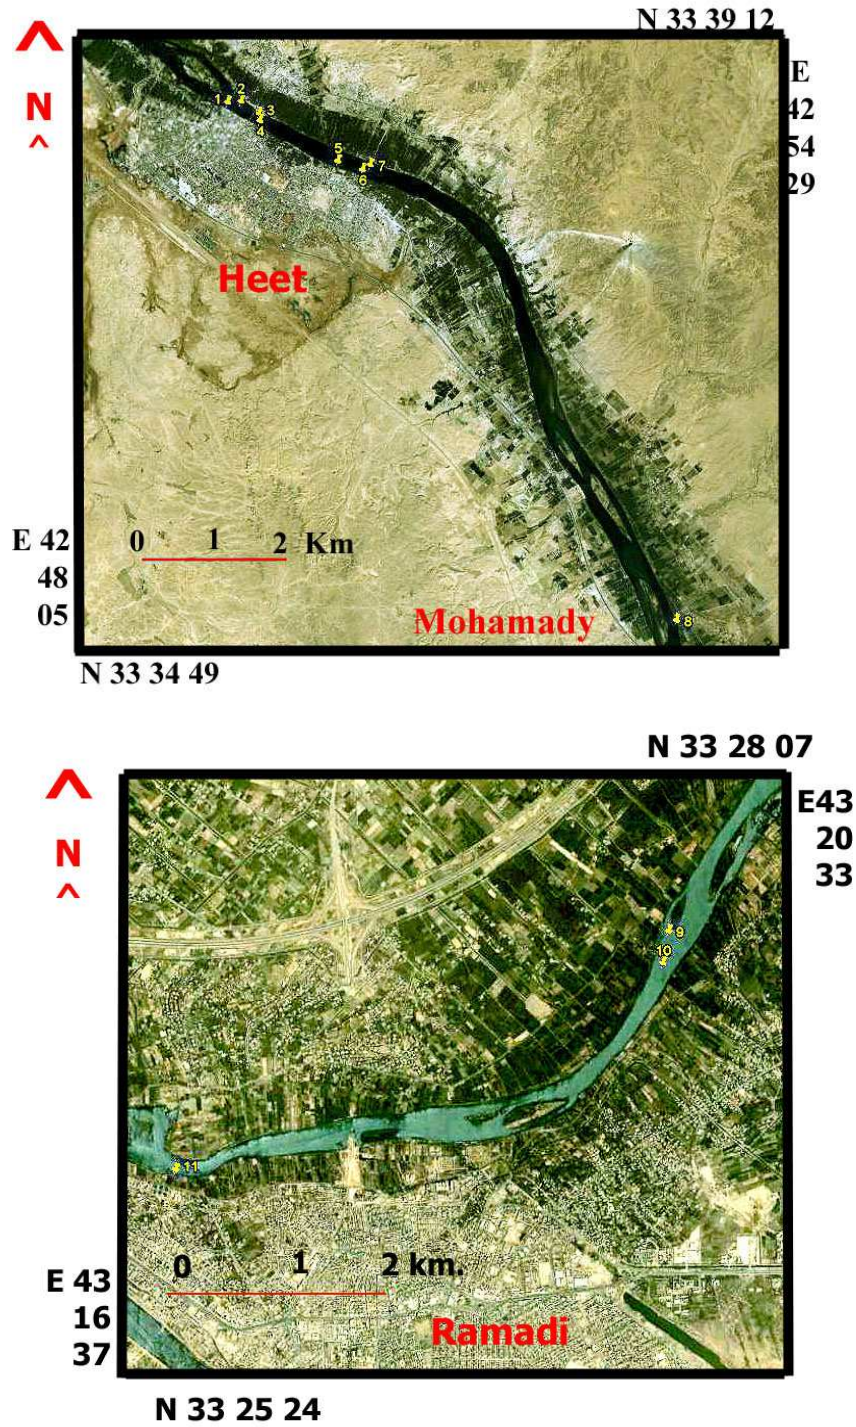 N 33 39 12
N
E
42
54
29
1
2
3
4
5
6
7
Heet
E 42
48
05
0 1 2 Km
Mohamady
8
N 33 34 49
N 33 28 07
N
E43
20
33
9
10
11
0 1 2 km.
E 43
16
37
Ramadi
N 33 25 24